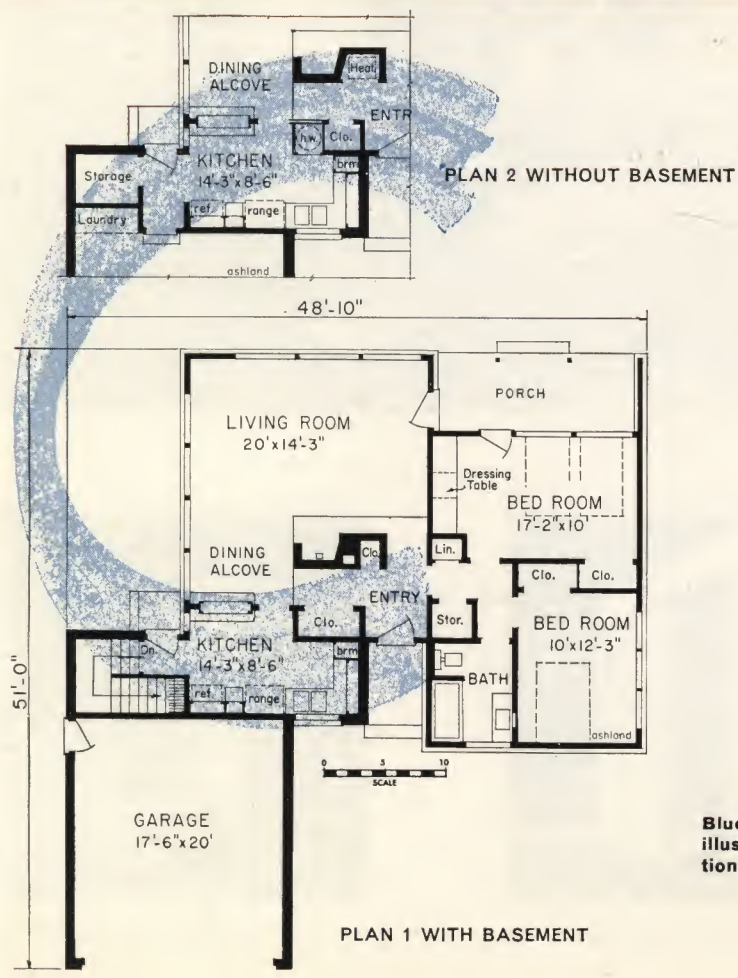 DINING
ALCOVE
Heat.
ENTR
h.w.
Clo.
KITCHEN
14'-3"x8'-6"
brm
Storage
Laundry
ref.
range
ashland
PLAN 2 WITHOUT BASEMENT
48'-10"
51'-0"
PORCH
LIVING ROOM
20'x14'-3"
Dressing
Table
BED ROOM
17'-2"x10'
DINING
ALCOVE
Clo.
Lin.
ENTRY
Clo.
Clo.
Clo.
Stor.
BED ROOM
10'x12'-3"
KITCHEN
14'-3"x8'-6"
brm
Dn.
ref.
range
BATH
ashland
0 5 10
SCALE
GARAGE
17'-6"x20'
Blue
illus
tion
PLAN 1 WITH BASEMENT